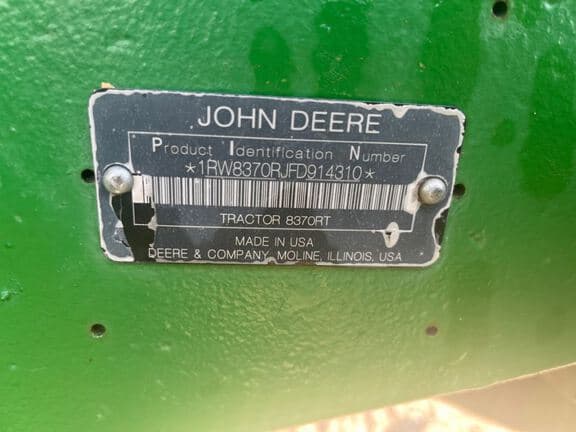 JOHN DEERE
Product Identification Number
*1RW8370RJFD914310*
TRACTOR 8370RT
MADE IN USA
DEERE & COMPANY, MOLINE, ILLINOIS, USA